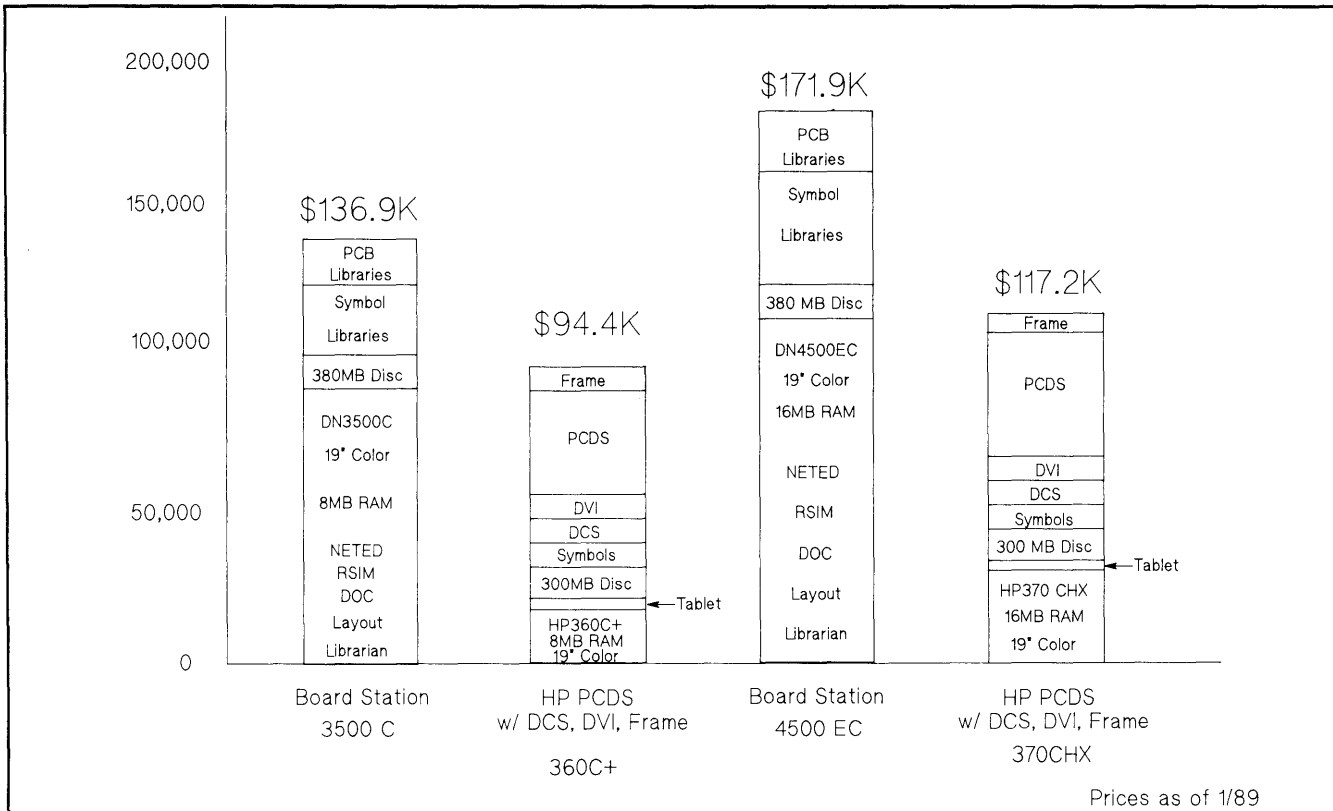 200,000
150,000
100,000
50,000
0
$136.9K
PCB
Libraries
Symbol
Libraries
380MB Disc
DN3500C
19" Color
8MB RAM
NETED
RSIM
DOC
Layout
Librarian
Board Station
3500 C
$94.4K
Frame
PCDS
DVI
DCS
Symbols
300MB Disc
Tablet
HP360C+
8MB RAM
19" Color
HP PCDS
w/ DCS, DVI, Frame
360C+
$171.9K
PCB
Libraries
Symbol
Libraries
380 MB Disc
DN4500EC
19" Color
16MB RAM
NETED
RSIM
DOC
Layout
Librarian
Board Station
4500 EC
$117.2K
Frame
PCDS
DVI
DCS
Symbols
300 MB Disc
Tablet
HP370 CHX
16MB RAM
19" Color
HP PCDS
w/ DCS, DVI, Frame
370CHX
Prices as of 1/89